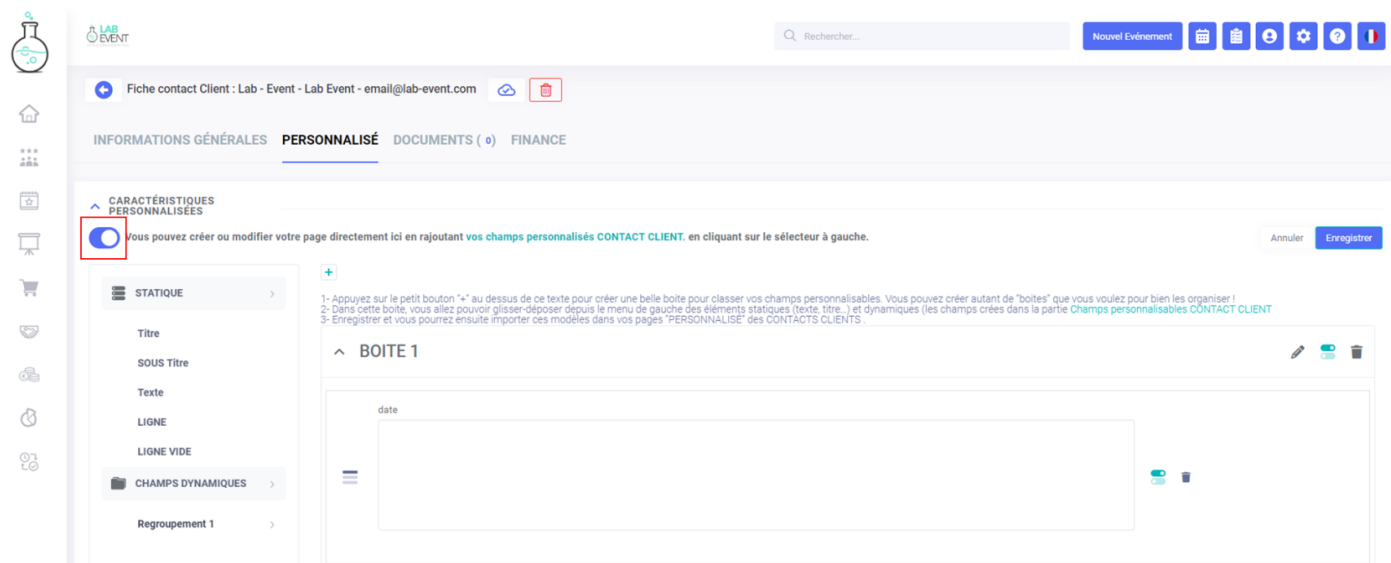 LAB
EVENT
Rechercher...
Nouvel Evénement
Fiche contact Client : Lab - Event - Lab Event - email@lab-event.com
INFORMATIONS GÉNÉRALES PERSONNALISÉ DOCUMENTS ( 0) FINANCE
CARACTÉRISTIQUES
PERSONNALISÉES
Vous pouvez créer ou modifier votre page directement ici en rajoutant vos champs personnalisés CONTACT CLIENT. en cliquant sur le sélecteur à gauche.
Annuler Enregistrer
+
STATIQUE
1- Appuyez sur le petit bouton "+" au dessus de ce texte pour créer une belle boite pour classer vos champs personnalisables. Vous pouvez créer autant de "boites" que vous voulez pour bien les organiser !
2- Dans cette boite, vous allez pouvoir glisser-déposer depuis le menu de gauche des éléments statiques (texte, titre...) et dynamiques (les champs crées dans la partie Champs personnalisables CONTACT CLIENT
3- Enregistrer et vous pourrez ensuite importer ces modèles dans vos pages "PERSONNALISÉ" des CONTACTS CLIENTS .
Titre
SOUS Titre
Texte
LIGNE
LIGNE VIDE
CHAMPS DYNAMIQUES
Regroupement 1
BOITE 1
date